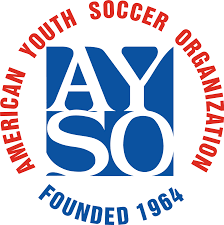 AMERICAN YOUTH SOCCER ORGANIZATION
AY
SO
FOUNDED 1964